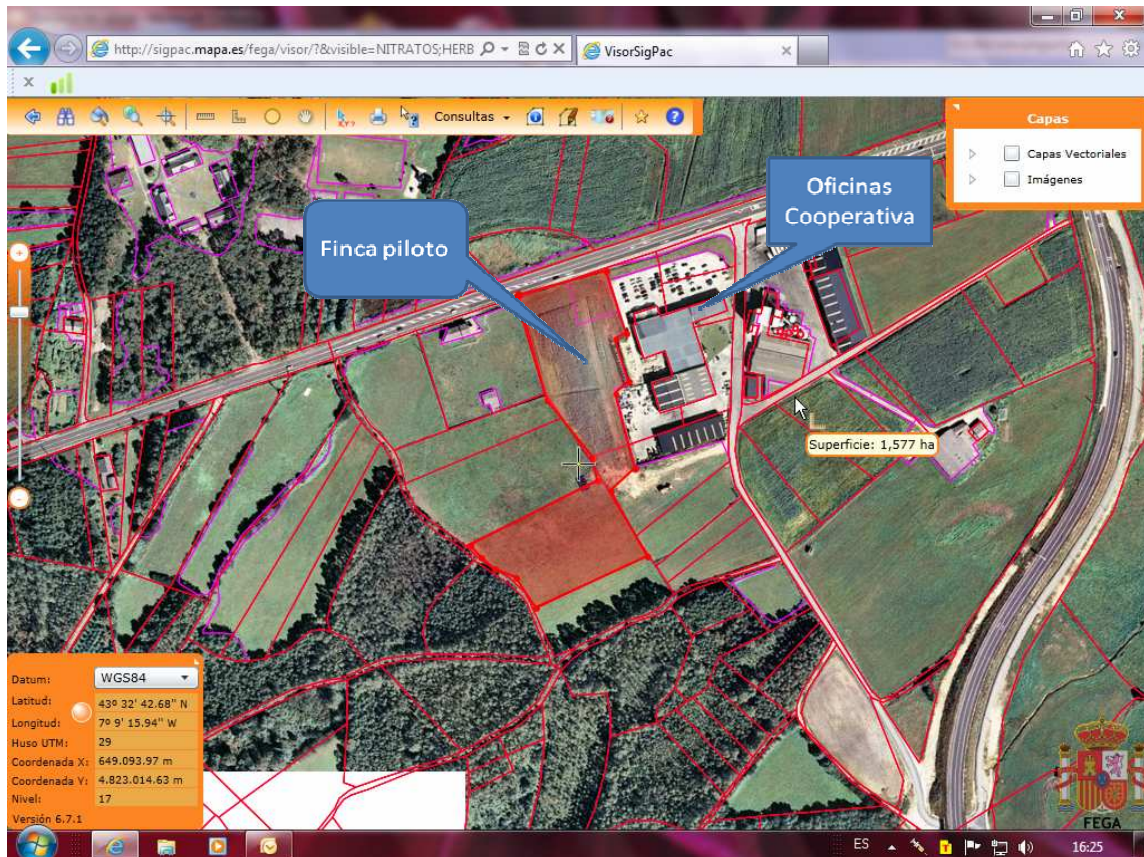 http://sigpac.mapa.es/fega/visor/?&visible=NITRATOS;HERB
VisorSigPac
Consultas
Capas
Capas Vectoriales
Imágenes
Oficinas
Cooperativa
Finca piloto
Superficie: 1,577 ha
Datum: WGS84
Latitud: 43º 32' 42.68'' N
Longitud: 7º 9' 15.94'' W
Huso UTM: 29
Coordenada X: 649.093.97 m
Coordenada Y: 4.823.014.63 m
Nivel: 17
Versión 6.7.1
FEGA
ES
16:25